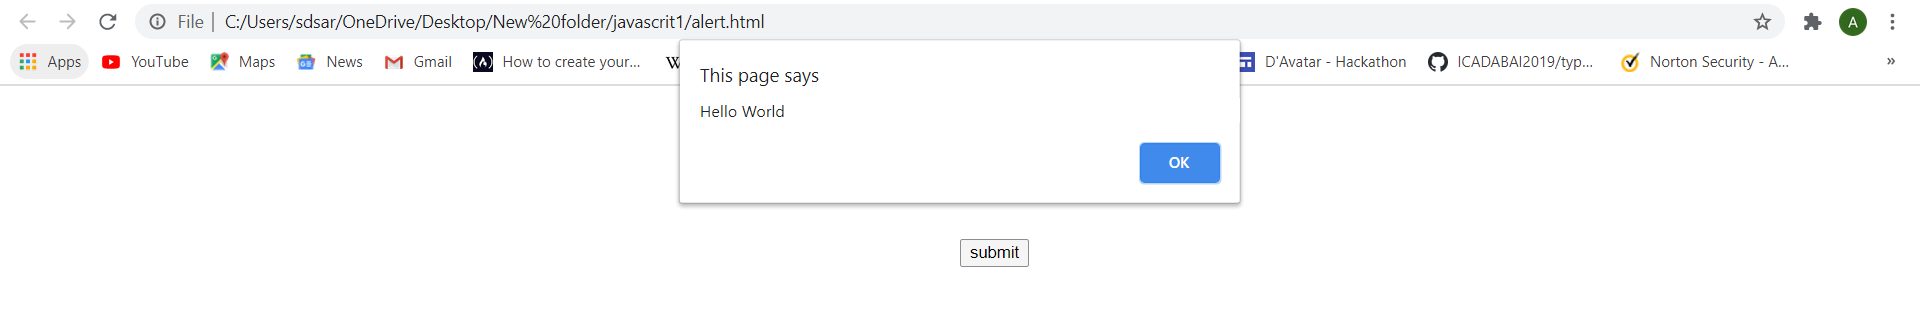 File | C:/Users/sdsar/OneDrive/Desktop/New%20folder/javascrit1/alert.html A
Apps YouTube Maps News Gmail How to create your... W D'Avatar - Hackathon ICADABAI2019/typ... Norton Security - A... »
This page says
Hello World
OK
submit